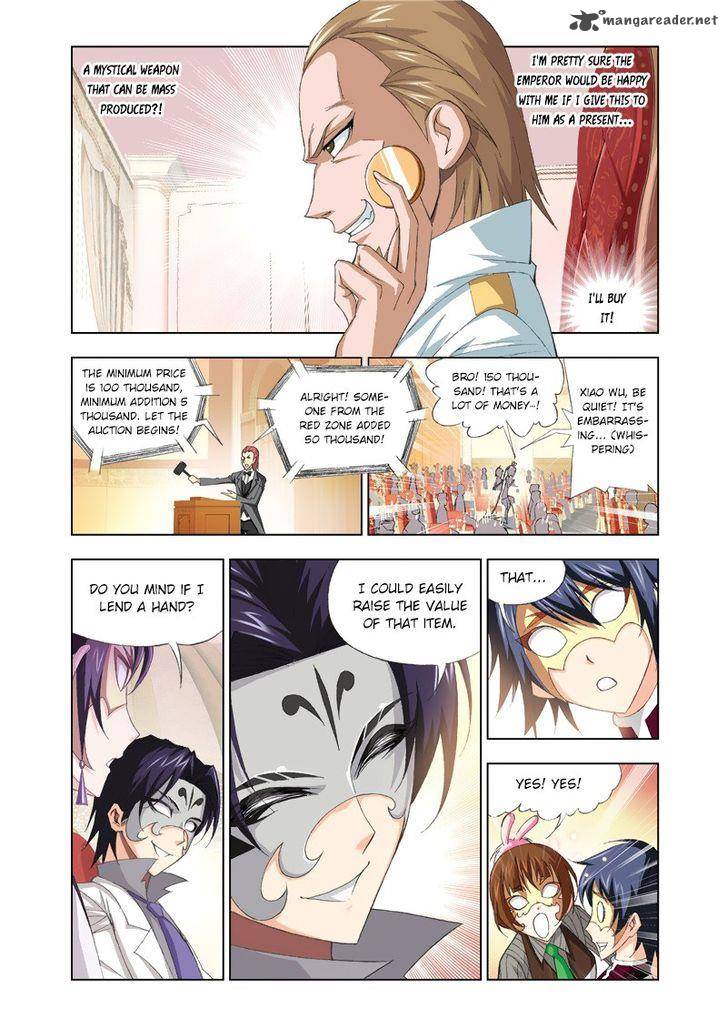 mangareader.net
A MYSTICAL WEAPON
THAT CAN BE MASS
PRODUCED?!
I'M PRETTY SURE THE
EMPEROR WOULD BE HAPPY
WITH ME IF I GIVE THIS TO
HIM AS A PRESENT...
I'LL BUY
IT!
THE MINIMUM PRICE
IS 100 THOUSAND,
MINIMUM ADDITION 5
THOUSAND. LET THE
AUCTION BEGINS!
ALRIGHT! SOME-
ONE FROM THE
RED ZONE ADDED
50 THOUSAND!
BRO! 150 THOU-
SAND! THAT'S A
LOT OF MONEY~!
XIAO WU, BE
QUIET! IT'S
EMBARRASS-
ING... (WHIS-
PERING)
DO YOU MIND IF I
LEND A HAND?
I COULD EASILY
RAISE THE VALUE
OF THAT ITEM.
THAT...
YES! YES!